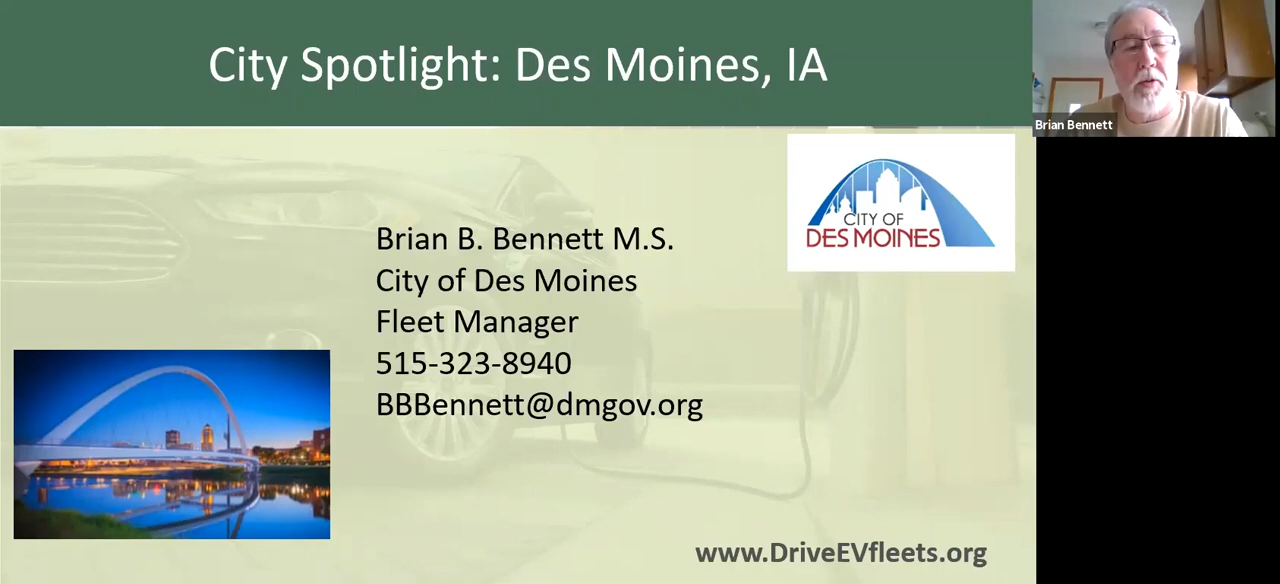 City Spotlight: Des Moines, IA
Brian Bennett
CITY OF
DES MOINES
Brian B. Bennett M.S.
City of Des Moines
Fleet Manager
515-323-8940
BBBennett@dmgov.org
www.DriveEVfleets.org